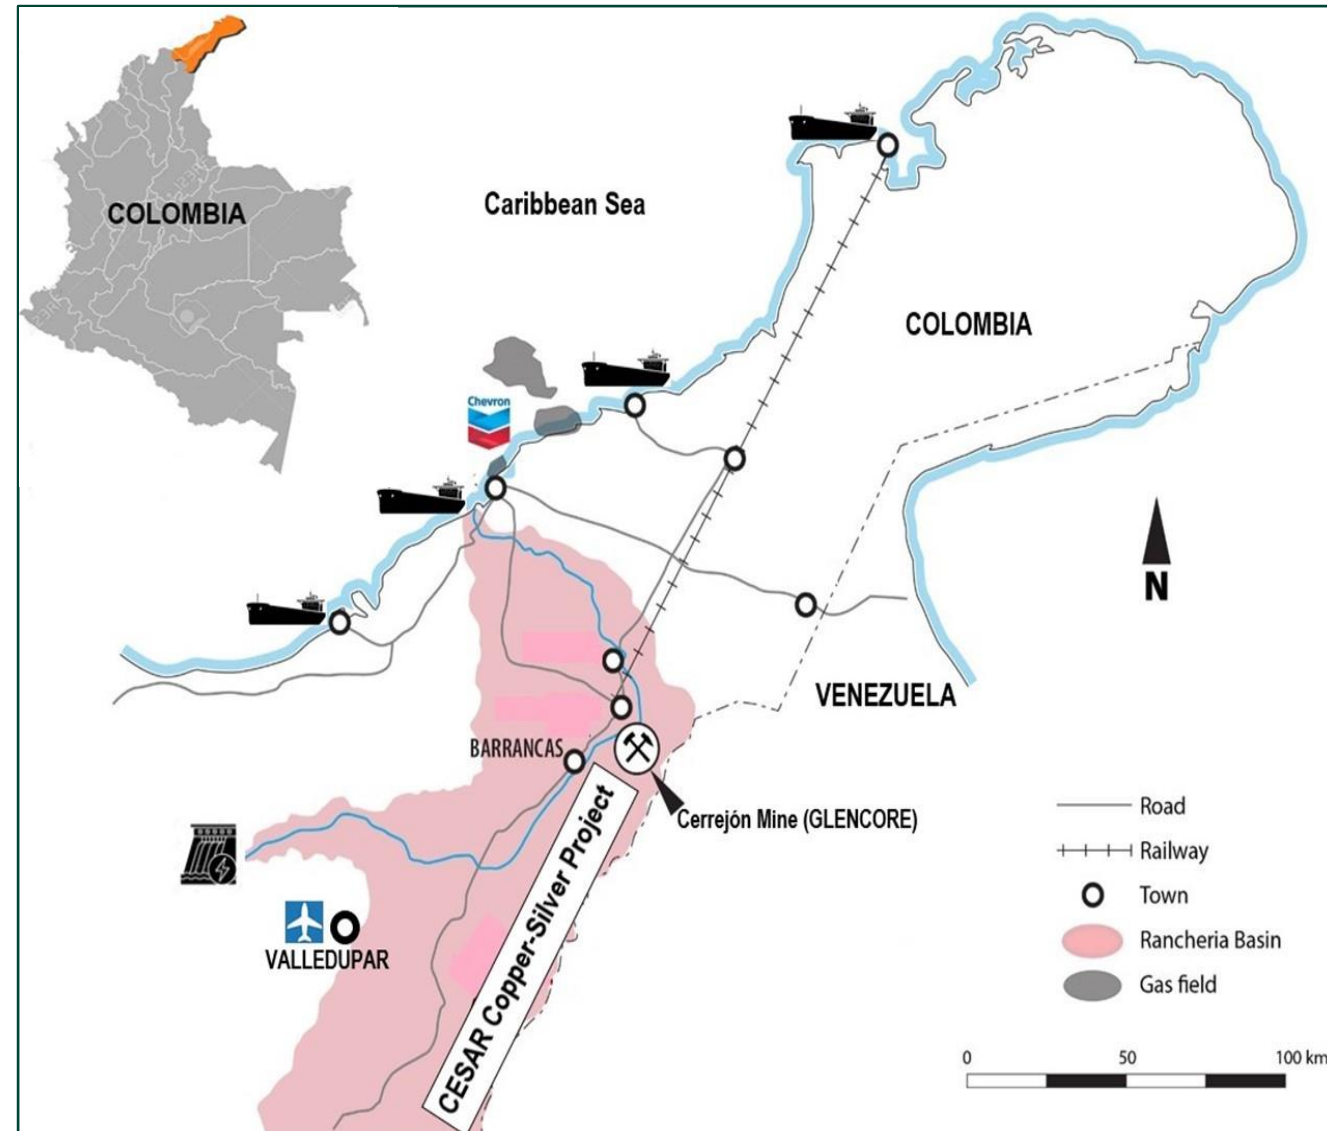 COLOMBIA
Caribbean Sea
COLOMBIA
Chevron
N
VENEZUELA
BARRANCAS
Cerrejón Mine (GLENCORE)
CESAR Copper-Silver Project
VALLEDUPAR
Road
Railway
Town
Rancheria Basin
Gas field
0 50 100 km